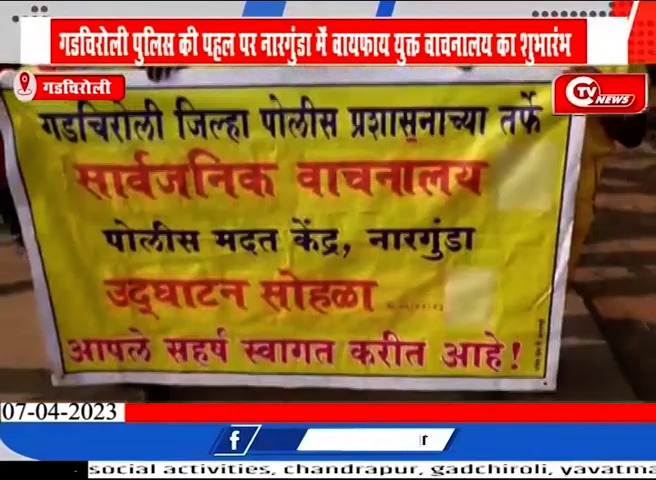 गडचिरोली पुलिस की पहल पर नारगुंडा में वायफाय युक्त वाचनालय का शुभारंभ
गडचिरोली
CTV NEWS
गडचिरोली जिल्हा पोलीस प्रशासनाच्या तर्फे
सार्वजनिक वाचनालय
पोलीस मदत केंद्र, नारगुंडा
उद्घाटन सोहळा
आपले सहर्ष स्वागत करीत आहे!
07-04-2023
f
social activities, chandrapur, gadchiroli, yavatma